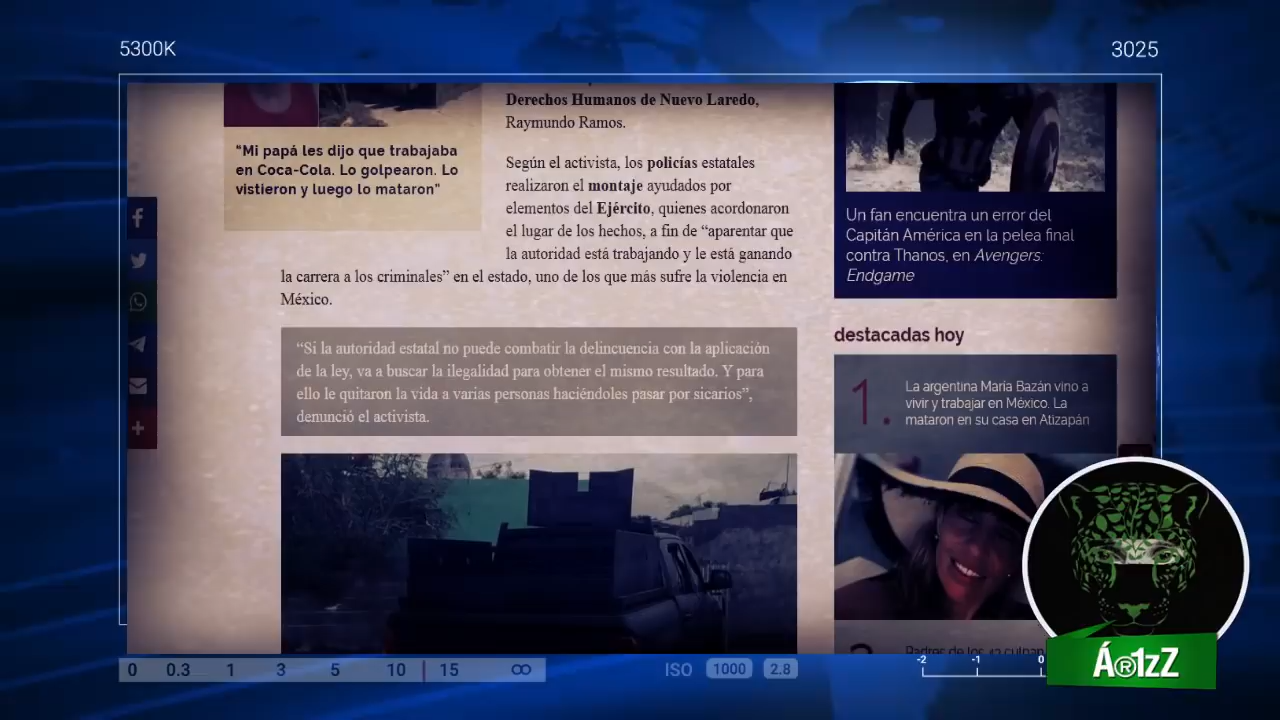 5300K
3025
Derechos Humanos de Nuevo Laredo,
Raymundo Ramos.
"Mi papá les dijo que trabajaba
en Coca-Cola. Lo golpearon. Lo
vistieron y luego lo mataron"
Según el activista, los policías estatales
realizaron el montaje ayudados por
elementos del Ejército, quienes acordonaron
el lugar de los hechos, a fin de “aparentar que
la autoridad está trabajando y le está ganando
la carrera a los criminales” en el estado, uno de los que más sufre la violencia en
México.
“Si la autoridad estatal no puede combatir la delincuencia con la aplicación
de la ley, va a buscar la ilegalidad para obtener el mismo resultado. Y para
ello le quitaron la vida a varias personas haciéndoles pasar por sicarios”,
denunció el activista.
Un fan encuentra un error del
Capitán América en la pelea final
contra Thanos, en Avengers:
Endgame
destacadas hoy
1.
La argentina María Bazán vino a
vivir y trabajar en México. La
mataron en su casa en Atizapán
Padres de los
0 0.3 1 3 5 10 15 ∞
ISO 1000 2.8
-2 -1 0
Á®1zZ